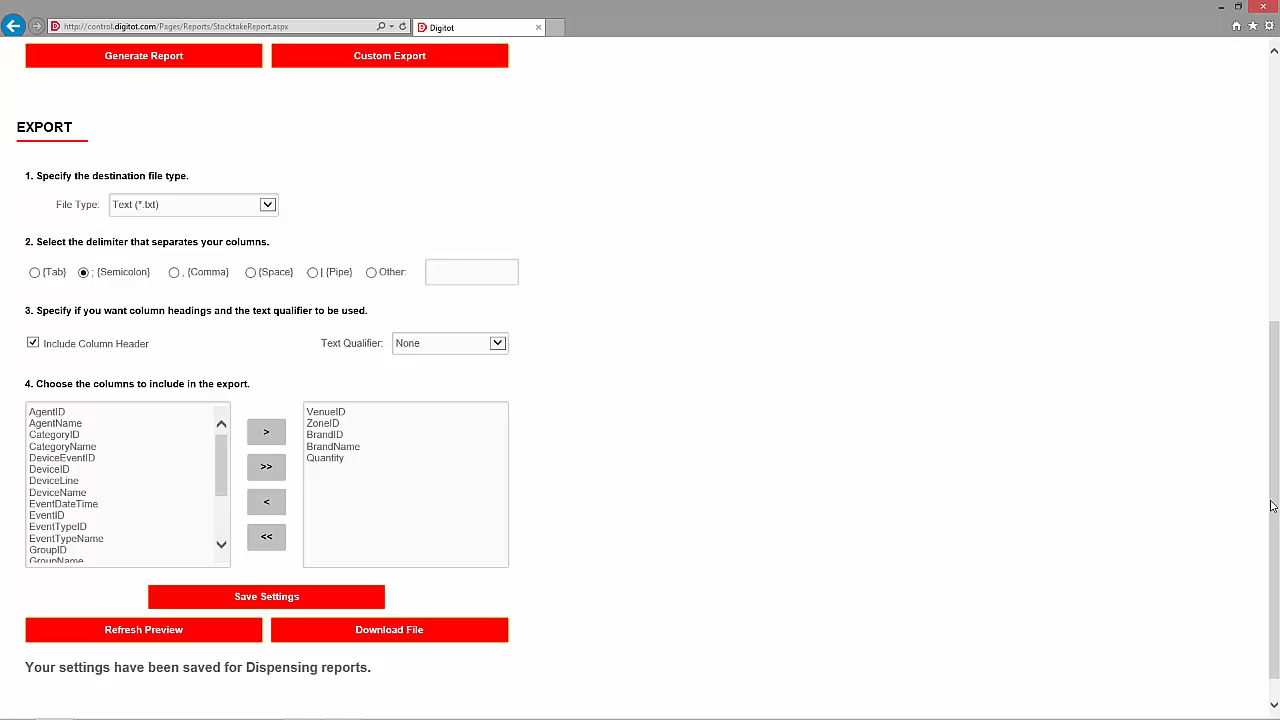 http://control.digitot.com/Pages/Reports/StocktakeReport.aspx
Digitot
Generate Report
Custom Export
EXPORT
1. Specify the destination file type.
File Type: Text (*.txt)
2. Select the delimiter that separates your columns.
{Tab} ; {Semicolon} , {Comma} {Space} | {Pipe} Other:
3. Specify if you want column headings and the text qualifier to be used.
Include Column Header Text Qualifier: None
4. Choose the columns to include in the export.
AgentID
AgentName
CategoryID
CategoryName
DeviceEventID
DeviceID
DeviceLine
DeviceName
EventDateTime
EventID
EventTypeID
EventTypeName
GroupID
GroupName
>
>>
<
<<
VenueID
ZoneID
BrandID
BrandName
Quantity
Save Settings
Refresh Preview
Download File
Your settings have been saved for Dispensing reports.